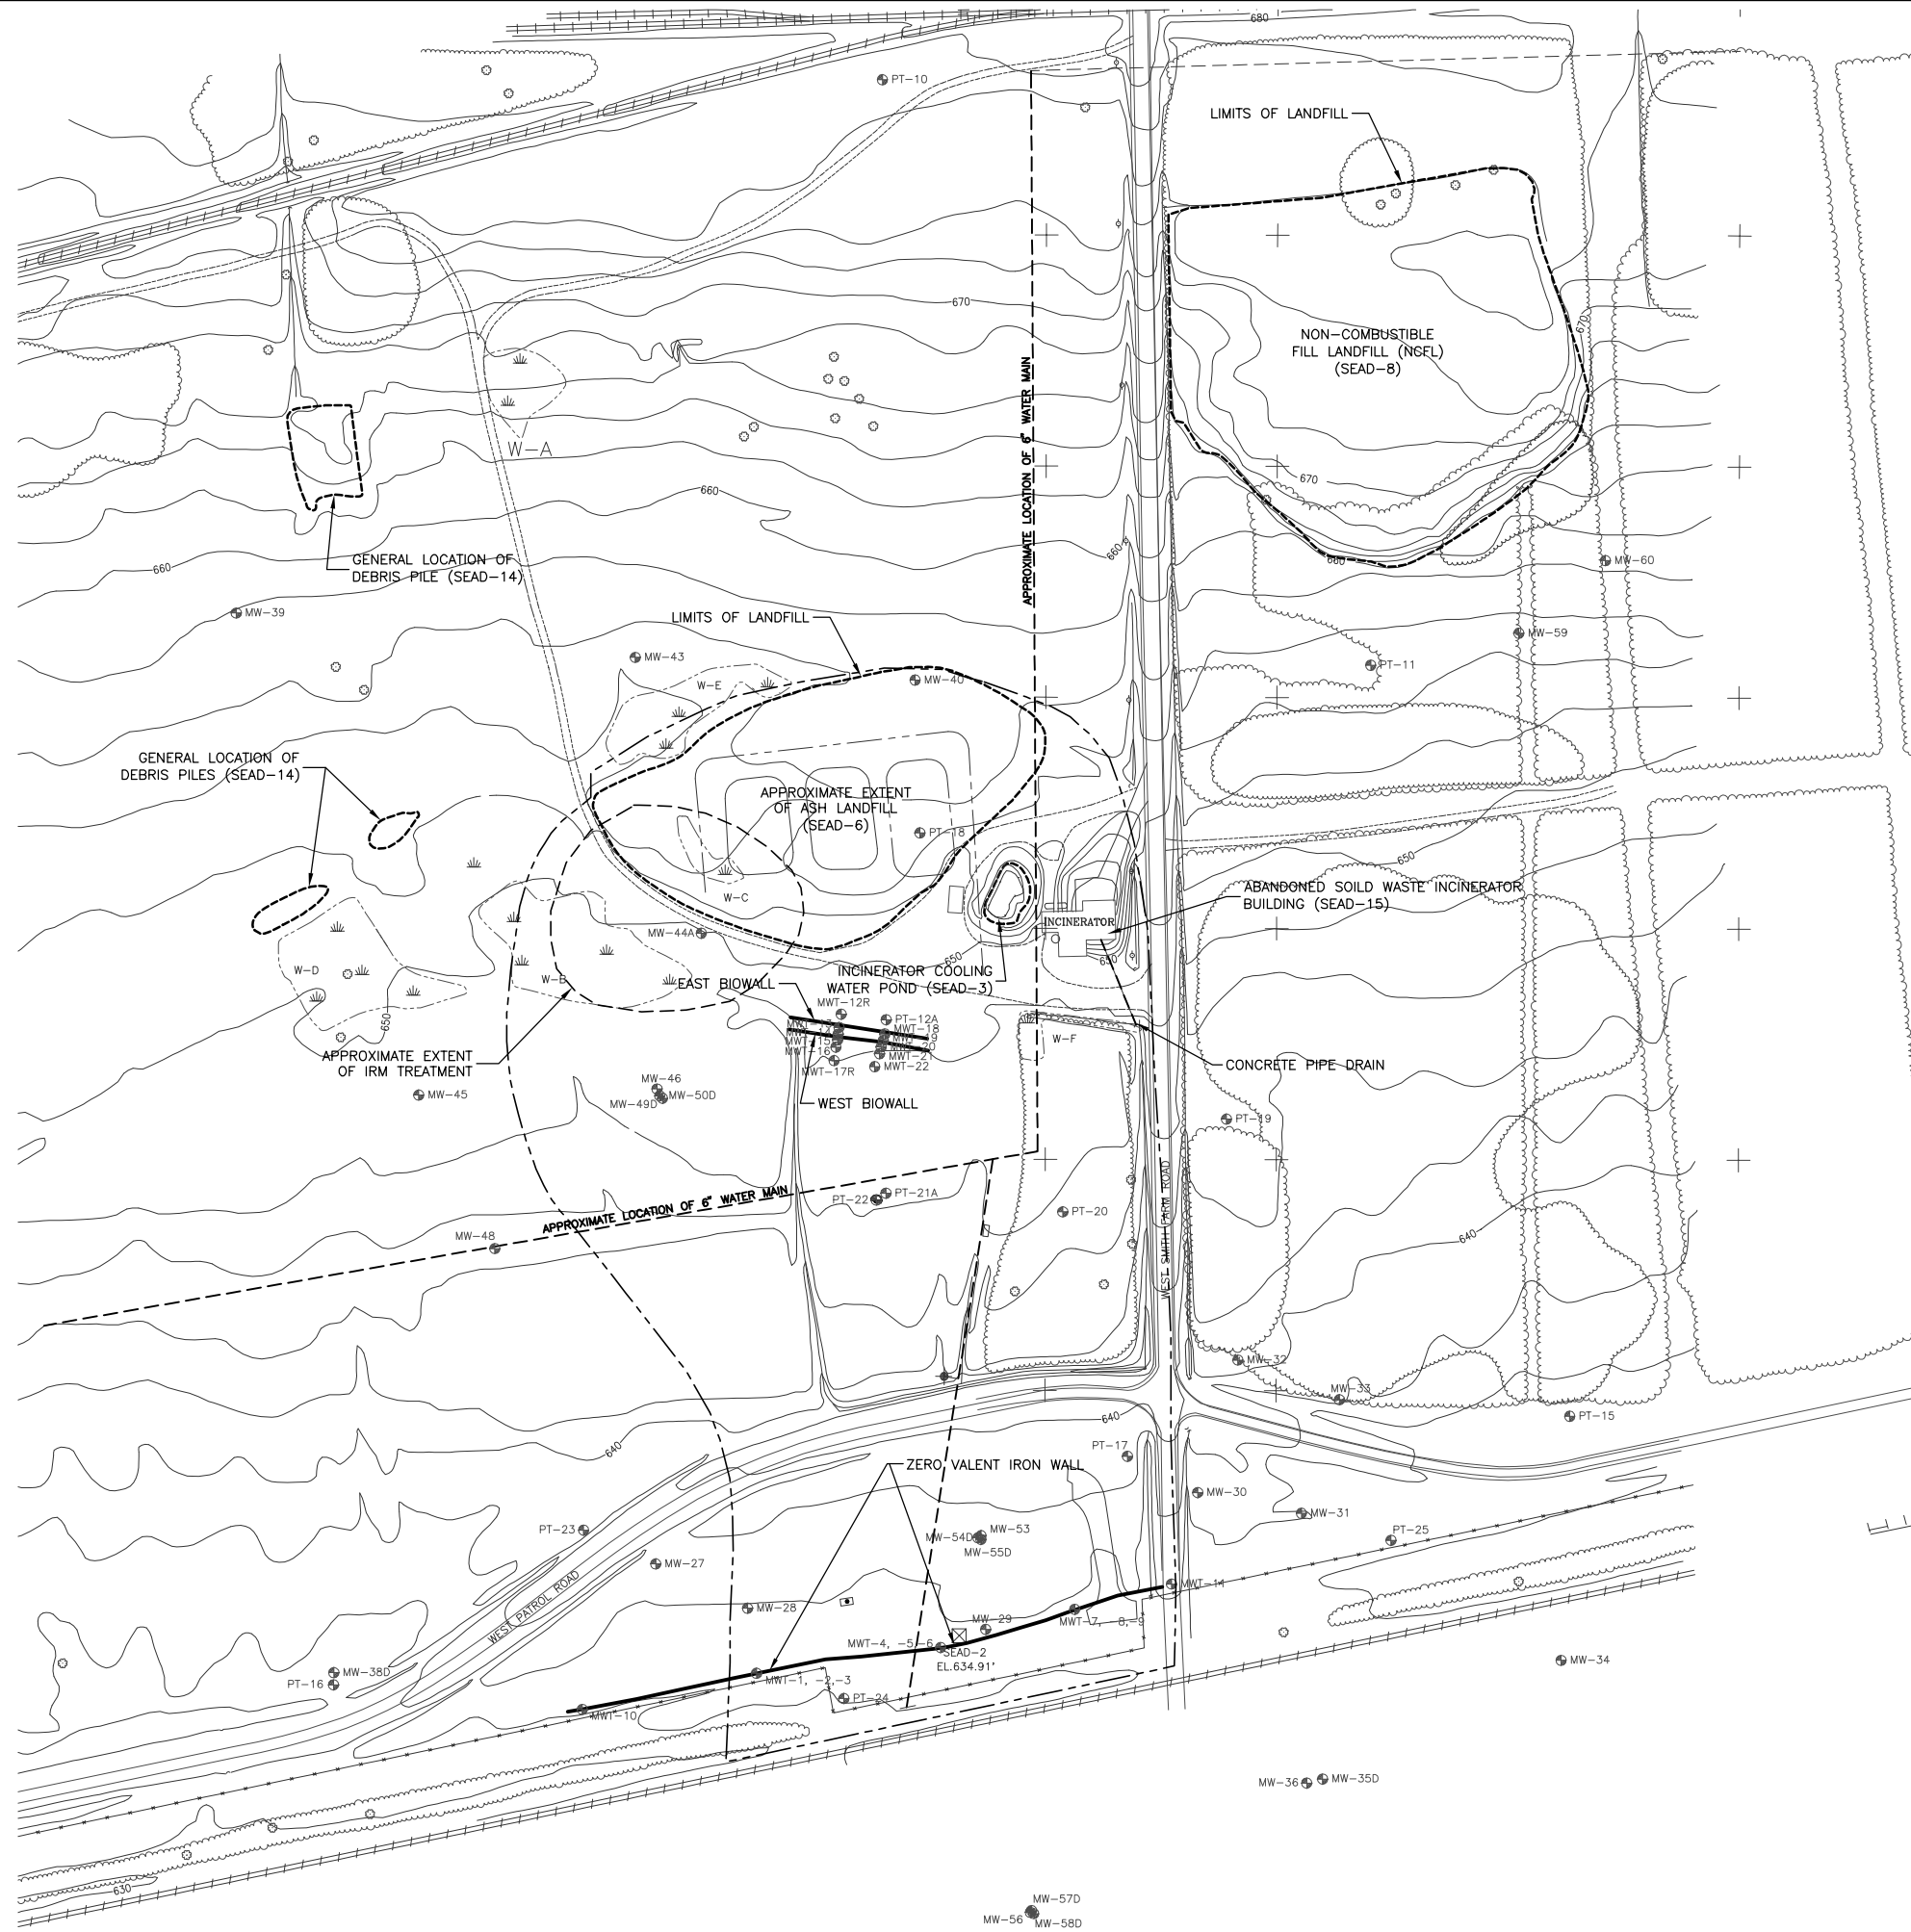 680
PT-10
LIMITS OF LANDFILL
670
APPROXIMATE LOCATION OF 6" WATER MAIN
670
NON-COMBUSTIBLE
FILL LANDFILL (NCFL)
(SEAD-8)
W-A
670
660
660
660
GENERAL LOCATION OF
DEBRIS PILE (SEAD-14)
660
MW-60
MW-39
LIMITS OF LANDFILL
MW-59
MW-43
PT-11
W-E
MW-40
GENERAL LOCATION OF
DEBRIS PILES (SEAD-14)
APPROXIMATE EXTENT
OF ASH LANDFILL
(SEAD-6)
PT-18
650
W-C
ABANDONED SOILD WASTE INCINERATOR
BUILDING (SEAD-15)
INCINERATOR
MW-44A
650
650
W-D
W-B
EAST BIOWALL
INCINERATOR COOLING
WATER POND (SEAD-3)
MWT-12R
650
PT-12A
MWT-18
MWT-20
MWT-16
MWT-21
MWT-17R
MWT-22
W-F
APPROXIMATE EXTENT
OF IRM TREATMENT
CONCRETE PIPE DRAIN
MW-46
MW-45
MW-50D
MW-49D
WEST BIOWALL
PT-19
WEST SMITH FARM ROAD
APPROXIMATE LOCATION OF 6" WATER MAIN
PT-22
PT-21A
PT-20
MW-48
640
MW-32
MW-33
PT-15
640
640
PT-17
ZERO VALENT IRON WALL
MW-30
MW-31
PT-23
MW-54D
MW-53
MW-55D
PT-25
MW-27
WEST PATROL ROAD
MWT-11
MW-28
MW-29
MWT-7, -8,-9
MWT-4, -5,-6
SEAD-2
EL.634.91'
MW-38D
PT-16
MWT-1, -2,-3
MW-34
PT-24
MWT-10
MW-36
MW-35D
630
MW-57D
MW-56
MW-58D